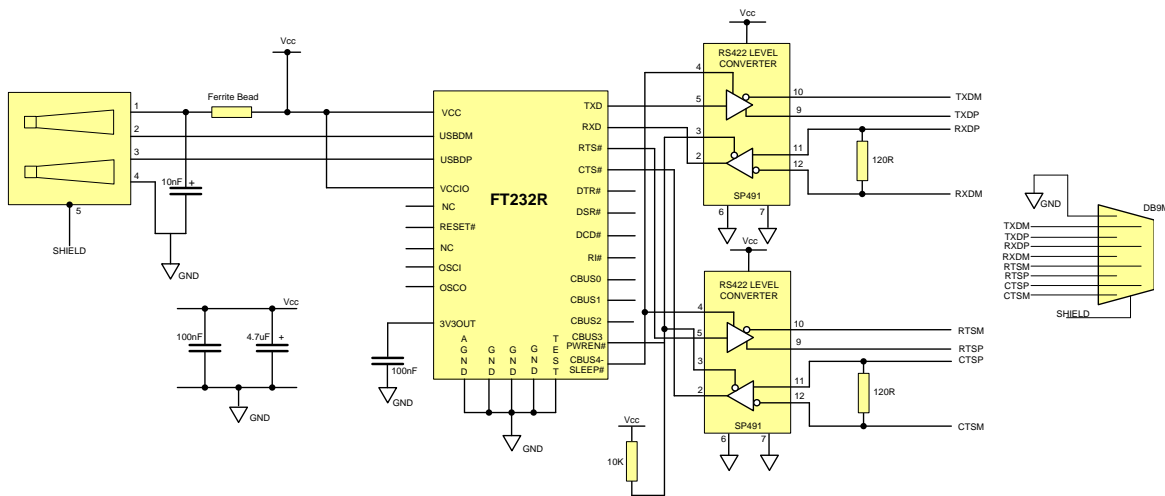 Vcc
Ferrite Bead
1
2
3
4
5
SHIELD
10nF +
GND
Vcc
100nF
4.7uF +
GND
FT232R
VCC
USBDM
USBDP
VCCIO
NC
RESET#
NC
OSCI
OSCO
3V3OUT
AGND
GND
GND
GND
TEST
TXD
RXD
RTS#
CTS#
DTR#
DSR#
DCD#
RI#
CBUS0
CBUS1
CBUS2
CBUS3
PWREN#
CBUS4-
SLEEP#
100nF
GND
GND
Vcc
10K
Vcc
RS422 LEVEL
CONVERTER
4
5
3
2
10
9
11
12
SP491
6
7
120R
TXDM
TXDP
RXDP
RXDM
Vcc
RS422 LEVEL
CONVERTER
4
5
3
2
10
9
11
12
SP491
6
7
120R
RTSM
RTSP
CTSP
CTSM
GND
DB9M
TXDM
TXDP
RXDP
RXDM
RTSM
RTSP
CTSP
CTSM
SHIELD